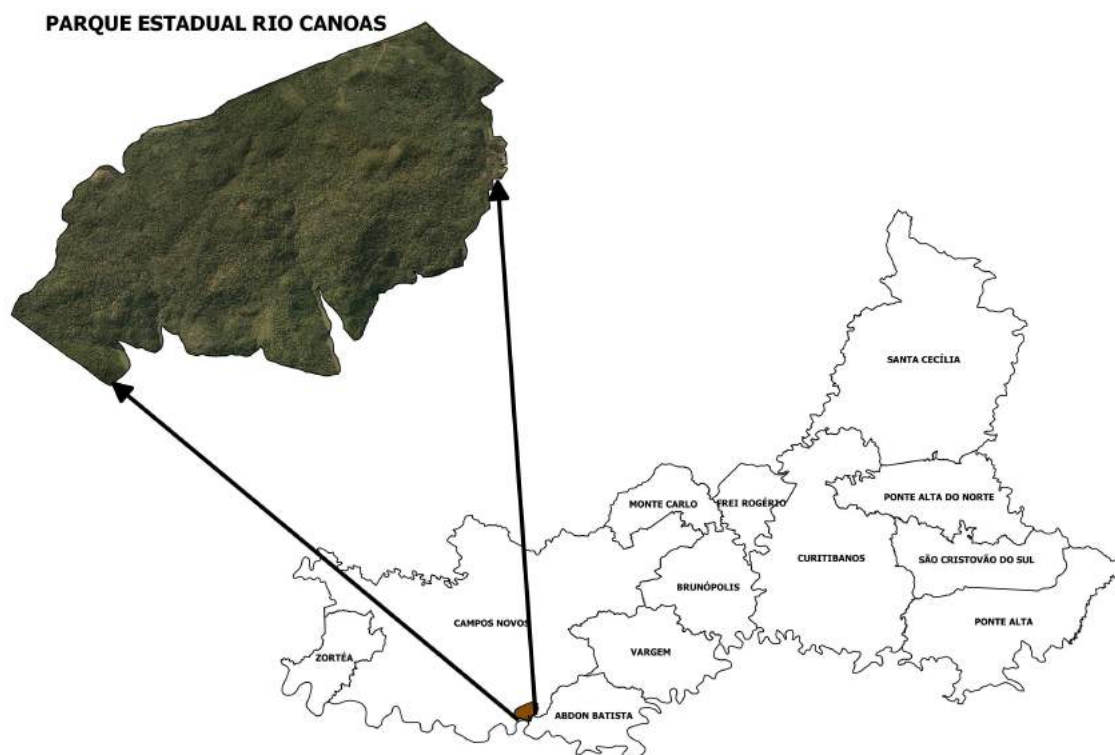 PARQUE ESTADUAL RIO CANOAS
SANTA CECÍLIA
MONTE CARLO
FREI ROGÉRIO
PONTE ALTA DO NORTE
CURITIBANOS
SÃO CRISTOVÃO DO SUL
BRUNÓPOLIS
CAMPOS NOVOS
PONTE ALTA
ZORTÉA
VARGEM
ABDON BATISTA